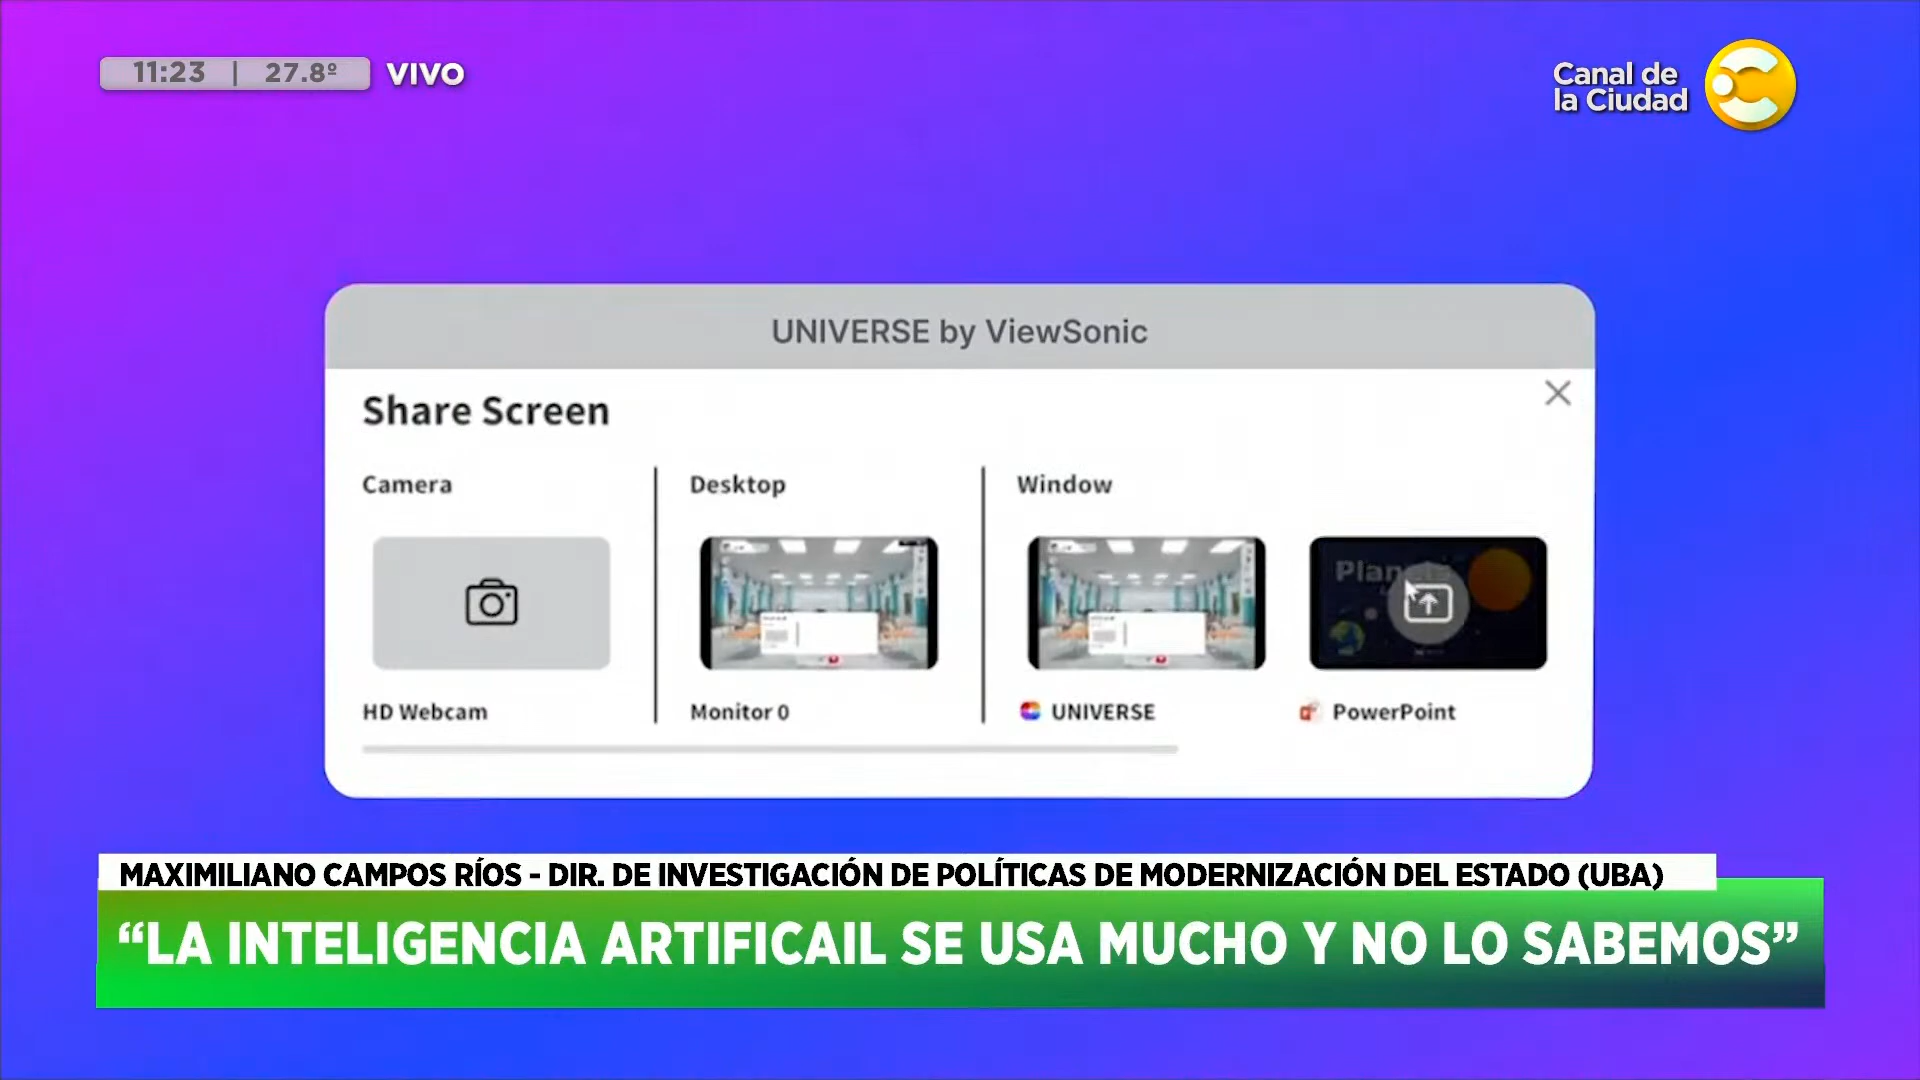 11:23 | 27.8º VIVO
Canal de
la Ciudad
UNIVERSE by ViewSonic
Share Screen
Camera
Desktop
Window
HD Webcam
Monitor 0
UNIVERSE
PowerPoint
MAXIMILIANO CAMPOS RÍOS - DIR. DE INVESTIGACIÓN DE POLÍTICAS DE MODERNIZACIÓN DEL ESTADO (UBA)
“LA INTELIGENCIA ARTIFICAIL SE USA MUCHO Y NO LO SABEMOS”